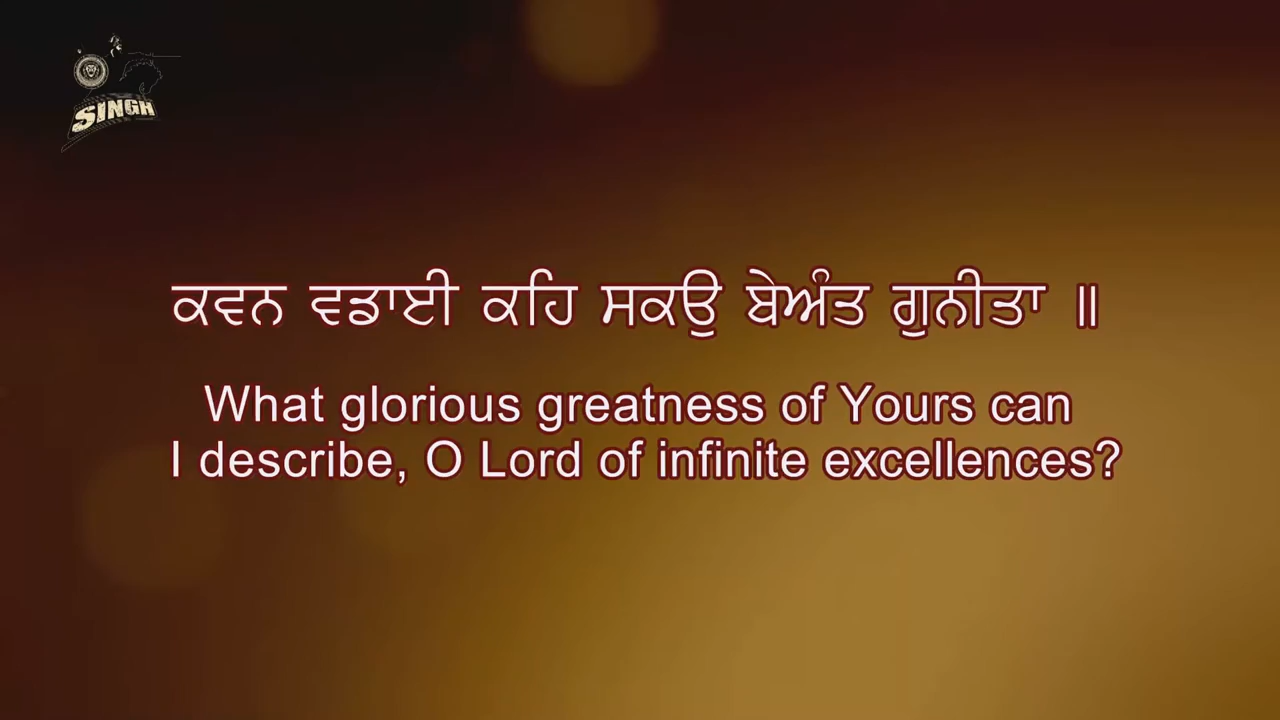 SINGH
ਕਵਨ ਵਡਾਈ ਕਹਿ ਸਕਉ ਬੇਅੰਤ ਗੁਨੀਤਾ ॥
What glorious greatness of Yours can
I describe, O Lord of infinite excellences?